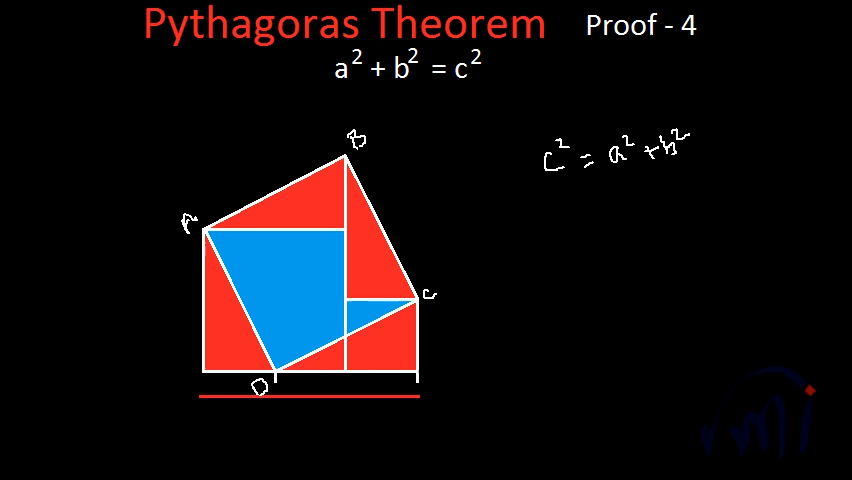 Pythagoras Theorem Proof - 4
a² + b² = c²
B
c² = a² + b²
A
C
D